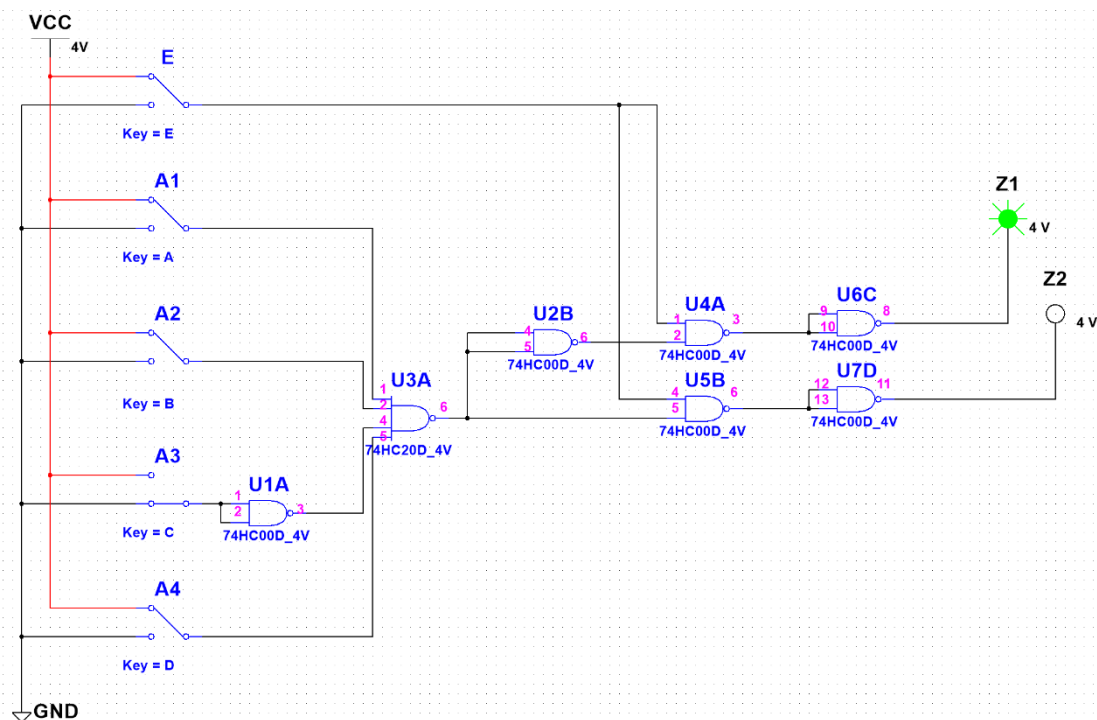 VCC
4V
E
Key = E
A1
Key = A
A2
Key = B
A3
Key = C
A4
Key = D
GND
U1A
1
2
3
74HC00D_4V
U3A
1
2
4
5
6
74HC20D_4V
U2B
4
5
6
74HC00D_4V
U4A
1
2
3
74HC00D_4V
U5B
4
5
6
74HC00D_4V
U6C
9
10
8
74HC00D_4V
U7D
12
13
11
74HC00D_4V
Z1
4 V
Z2
4 V